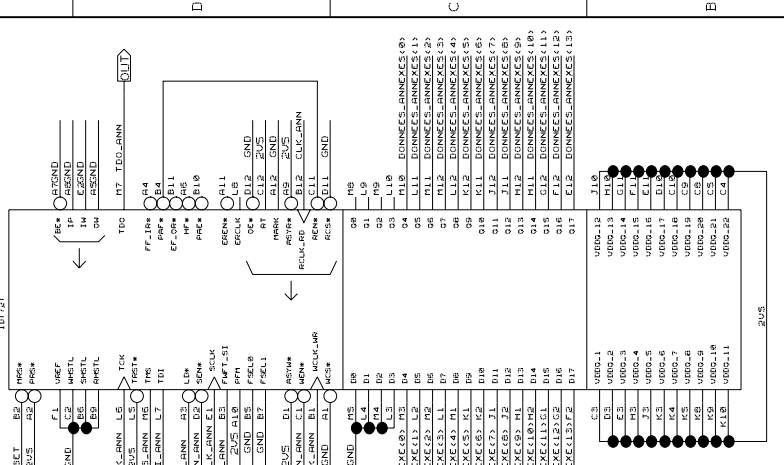 D
C
B
OUT
A7 GND
A8 GND
E2 GND
A5 GND
M7 TDO_ANN
A4
B4
B11
A6
B10
A11
L8
D12 GND
C12 2V5
A12 GND
A9 2V5
B12 CLK_ANN
C11
D11 GND
M8
L9
M9
L10
M10 DONNEES_ANNEXES<0>
L11 DONNEES_ANNEXES<1>
M11 DONNEES_ANNEXES<2>
M12 DONNEES_ANNEXES<3>
L12 DONNEES_ANNEXES<4>
K12 DONNEES_ANNEXES<5>
K11 DONNEES_ANNEXES<6>
J12 DONNEES_ANNEXES<7>
J11 DONNEES_ANNEXES<8>
H12 DONNEES_ANNEXES<9>
H11 DONNEES_ANNEXES<10>
G12 DONNEES_ANNEXES<11>
F12 DONNEES_ANNEXES<12>
E12 DONNEES_ANNEXES<13>
J10
H10
G11
F11
E11
D10
C10
C9
C8
C5
C4
BE*
IP
IW
OW
TDO
FF_IR*
PAF*
EF_OR*
HF*
PAE*
EREN*
ERCLK
OE*
RT
MARK
ASYR*
RCLK_RD
REN*
RCS*
Q0
Q1
Q2
Q3
Q4
Q5
Q6
Q7
Q8
Q9
Q10
Q11
Q12
Q13
Q14
Q15
Q16
Q17
VDDQ_12
VDDQ_13
VDDQ_14
VDDQ_15
VDDQ_16
VDDQ_17
VDDQ_18
VDDQ_19
VDDQ_20
VDDQ_21
VDDQ_22
2V5
MRS*
PRS*
VREF
WHSTL
SHSTL
RHSTL
TCK
TRST*
TMS
TDI
LD*
SEN*
SCLK
FWFT_SI
PFM
FSEL0
FSEL1
ASYW*
WEN*
WCLK_WR
WCS*
D0
D1
D2
D3
D4
D5
D6
D7
D8
D9
D10
D11
D12
D13
D14
D15
D16
D17
VDDQ_1
VDDQ_2
VDDQ_3
VDDQ_4
VDDQ_5
VDDQ_6
VDDQ_7
VDDQ_8
VDDQ_9
VDDQ_10
VDDQ_11
B2
A2
F1
C2
B6
B9
L6
L5
M6
L7
A3
D2
E1
B3
2V5 A10
GND B5
GND B7
D1
C1
B1
A1
GND M5
L4
M4
L3
C3
D3
E3
H3
J3
K3
K4
K5
K8
K9
K10